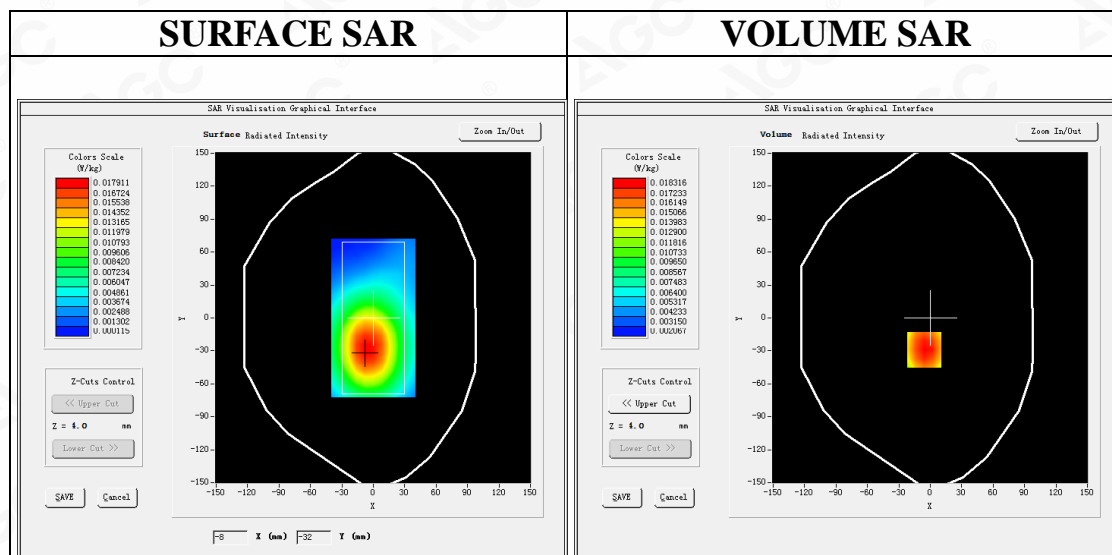 SURFACE SAR
VOLUME SAR
SAR Visualisation Graphical Interface
Surface Radiated Intensity
Zoom In/Out
Colors Scale
(W/kg)
0.017911
0.016724
0.015538
0.014352
0.013165
0.011979
0.010793
0.009606
0.008420
0.007234
0.006047
0.004861
0.003674
0.002488
0.001302
0.000115
150
120
90
60
30
0
-30
-60
-90
-120
-150
Y
-150 -120 -90 -60 -30 0 30 60 90 120 150
X
Z-Cuts Control
<< Upper Cut
Z = 4.0 mm
Lower Cut >>
SAVE Cancel
-8 X (mm) -32 Y (mm)
SAR Visualisation Graphical Interface
Volume Radiated Intensity
Zoom In/Out
Colors Scale
(W/kg)
0.018316
0.017233
0.016149
0.015066
0.013983
0.012900
0.011816
0.010733
0.009650
0.008567
0.007483
0.006400
0.005317
0.004233
0.003150
0.002067
150
120
90
60
30
0
-30
-60
-90
-120
-150
Y
-150 -120 -90 -60 -30 0 30 60 90 120 150
X
Z-Cuts Control
<< Upper Cut
Z = 4.0 mm
Lower Cut >>
SAVE Cancel